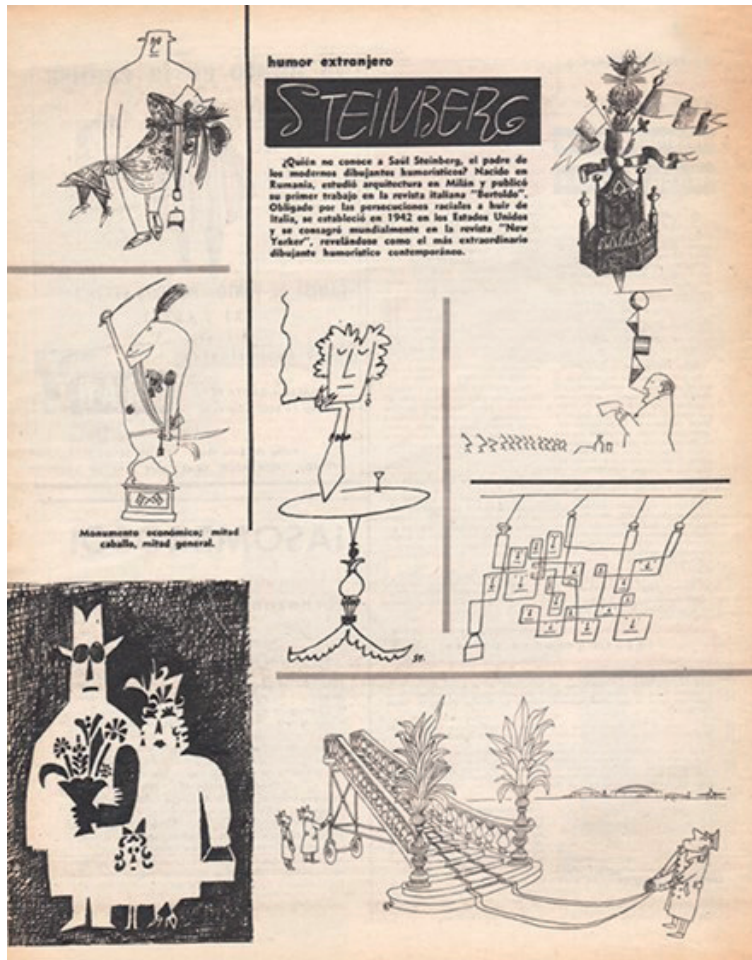 humor extranjero
STEINBERG
¿Quién no conoce a Saúl Steinberg, el padre de
los modernos dibujantes humorísticos? Nacido en
Rumania, estudió arquitectura en Milán y publicó
su primer trabajo en la revista italiana "Bertoldo".
Obligado por las persecuciones raciales a huir de
Italia, se estableció en 1942 en los Estados Unidos
y se consagró mundialmente en la revista "New
Yorker", revelándose como el más extraordinario
dibujante humorístico contemporáneo.
Monumento económico; mitad
caballo, mitad general.
ST.